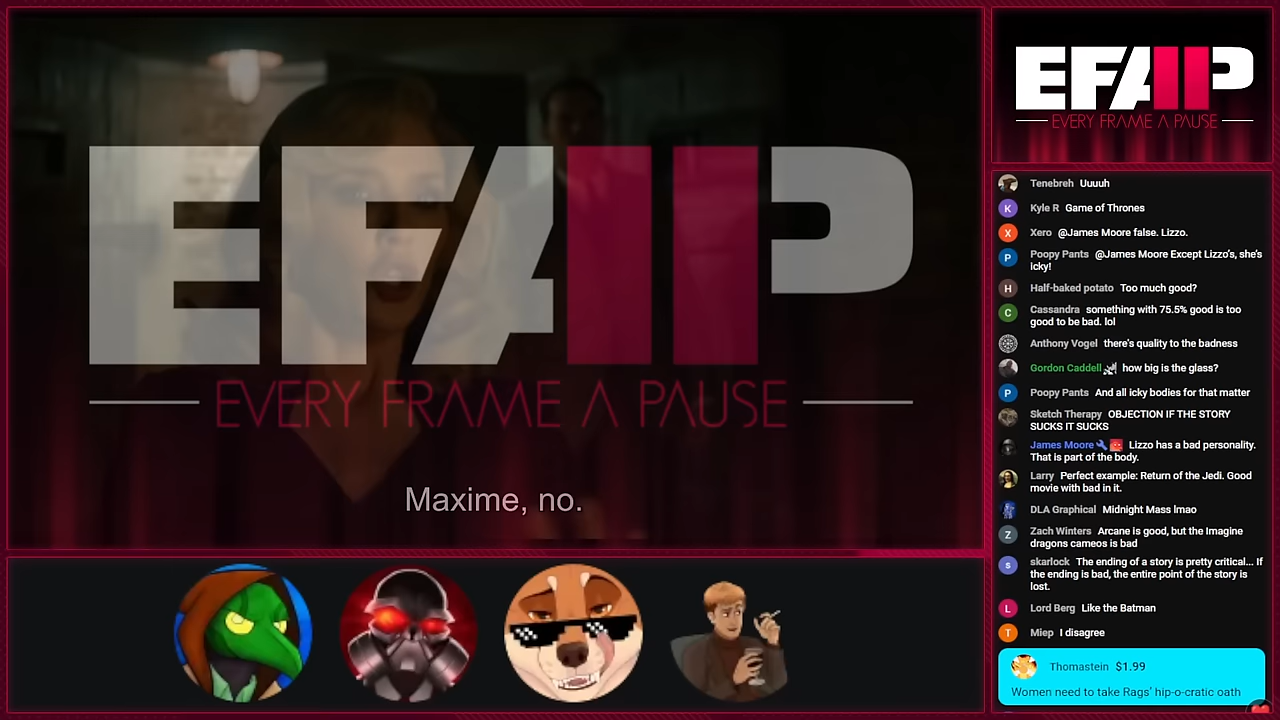 EFAP
EVERY FRAME A PAUSE
Maxime, no.
EFAP
EVERY FRAME A PAUSE
Tenebreh Uuuuh
K
Kyle R Game of Thrones
X
Xero @James Moore false. Lizzo.
P
Poopy Pants @James Moore Except Lizzo's, she's
icky!
H
Half-baked potato Too much good?
C
Cassandra something with 75.5% good is too
good to be bad. lol
Anthony Vogel there's quality to the badness
Gordon Caddell how big is the glass?
P
Poopy Pants And all icky bodies for that matter
Sketch Therapy OBJECTION IF THE STORY
SUCKS IT SUCKS
James Moore Lizzo has a bad personality.
That is part of the body.
Larry Perfect example: Return of the Jedi. Good
movie with bad in it.
DLA Graphical Midnight Mass lmao
Z
Zach Winters Arcane is good, but the Imagine
dragons cameos is bad
s
skarlock The ending of a story is pretty critical... If
the ending is bad, the entire point of the story is
lost.
L
Lord Berg Like the Batman
T
Miep I disagree
Thomastein $1.99
Women need to take Rags' hip-o-cratic oath